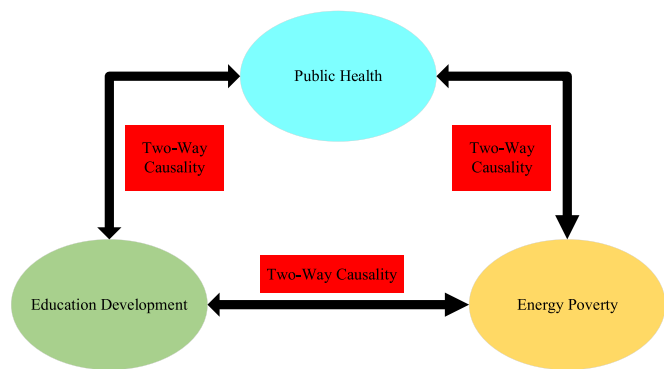 Public Health
Two-Way
Causality
Two-Way
Causality
Two-Way Causality
Education Development
Energy Poverty